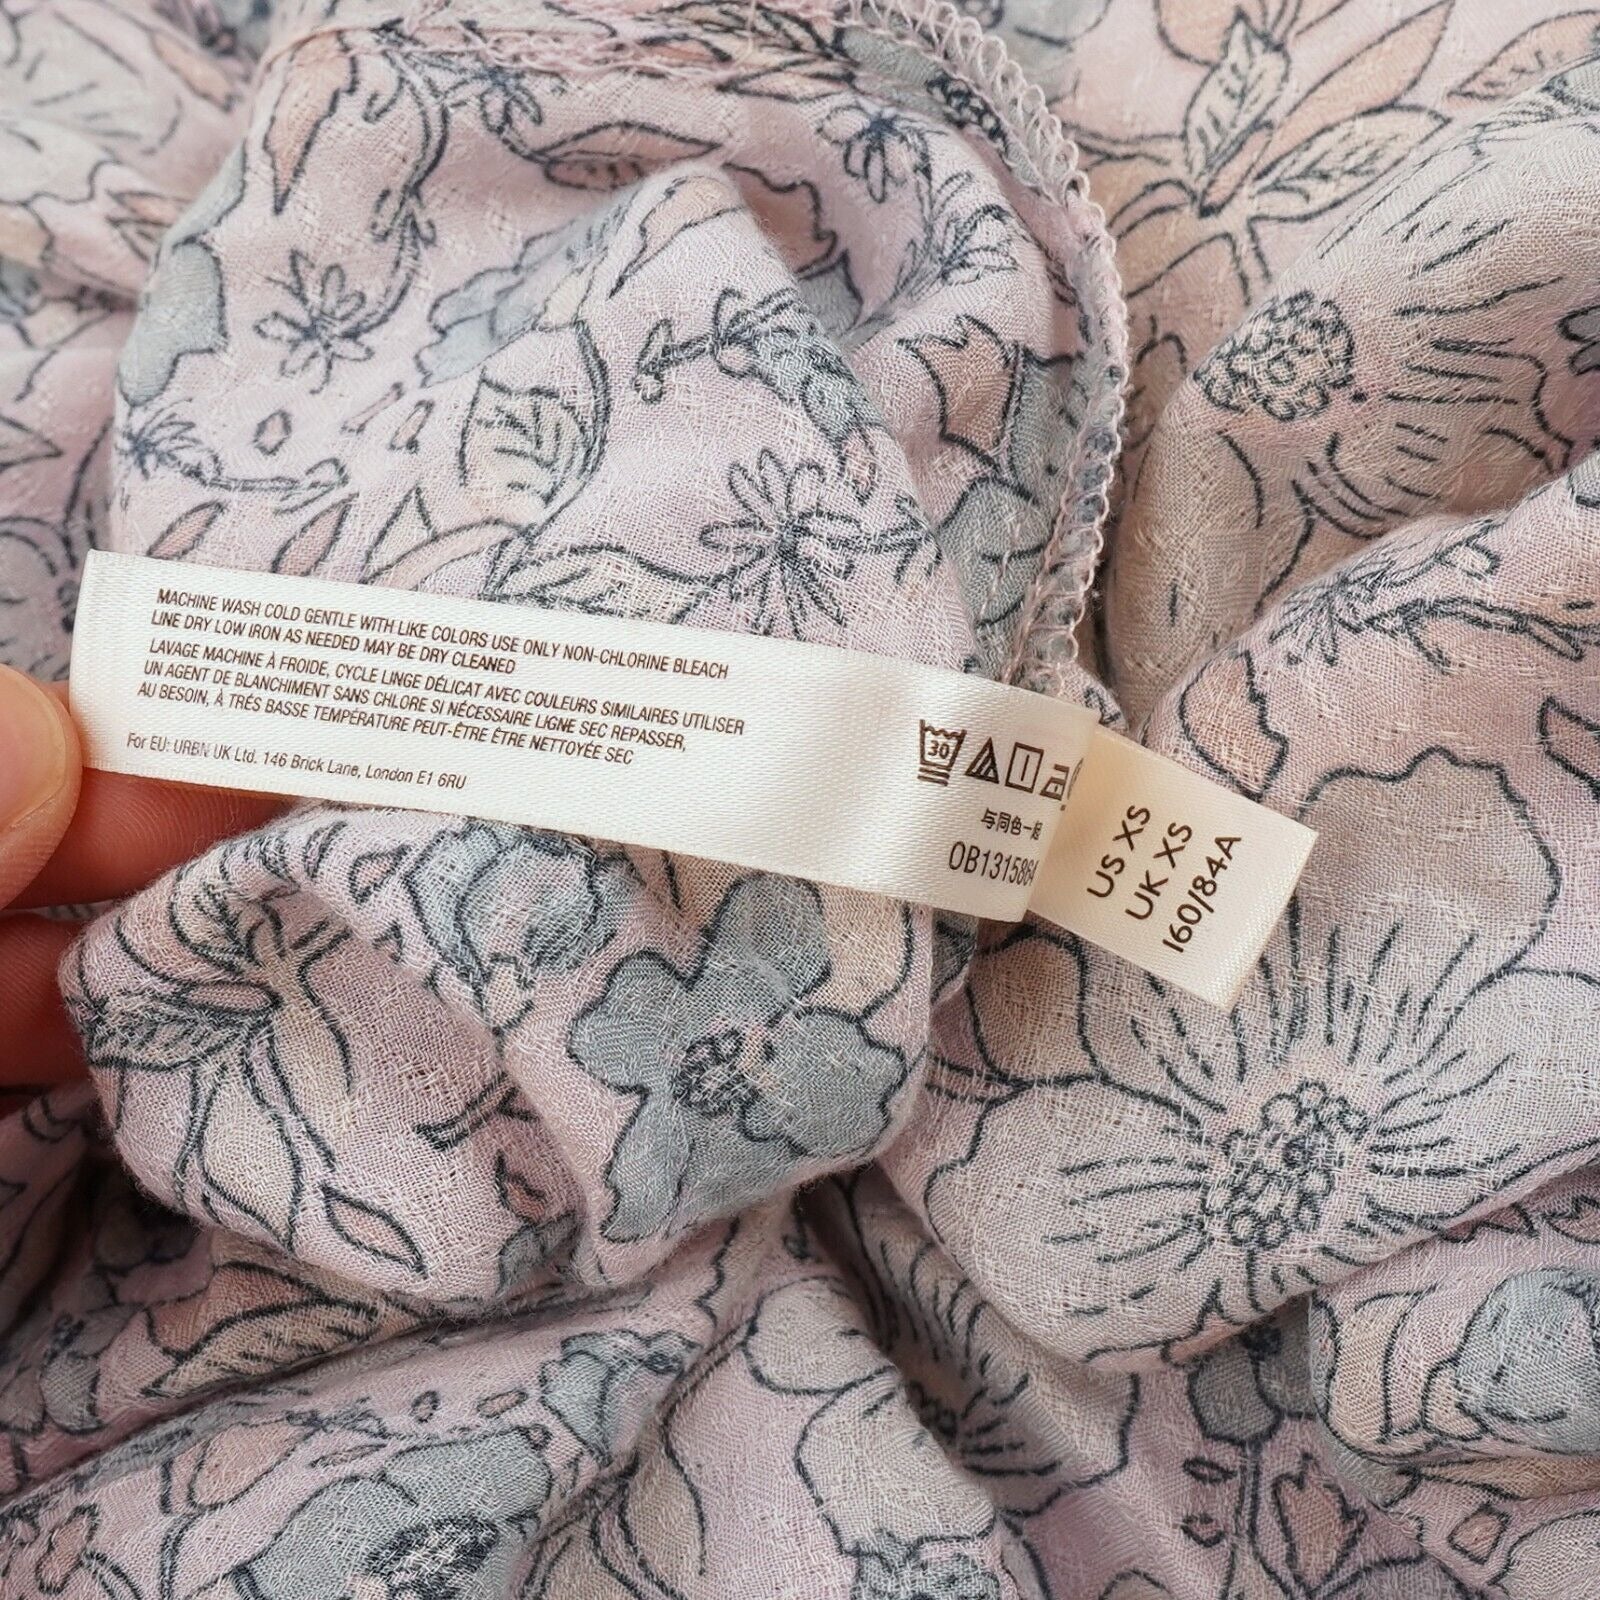 MACHINE WASH COLD GENTLE WITH LIKE COLORS USE ONLY NON-CHLORINE BLEACH
LINE DRY LOW IRON AS NEEDED MAY BE DRY CLEANED
LAVAGE MACHINE À FROIDE, CYCLE LINGE DÉLICAT AVEC COULEURS SIMILAIRES UTILISER
UN AGENT DE BLANCHIMENT SANS CHLORE SI NÉCESSAIRE LIGNE SEC REPASSER,
AU BESOIN, À TRÉS BASSE TEMPÉRATURE PEUT-ÊTRE ÊTRE NETTOYÉE SEC
For EU: URBN UK Ltd. 146 Brick Lane, London E1 6RU
30
与同色一起
OB1315864
US XS
UK XS
160/84A